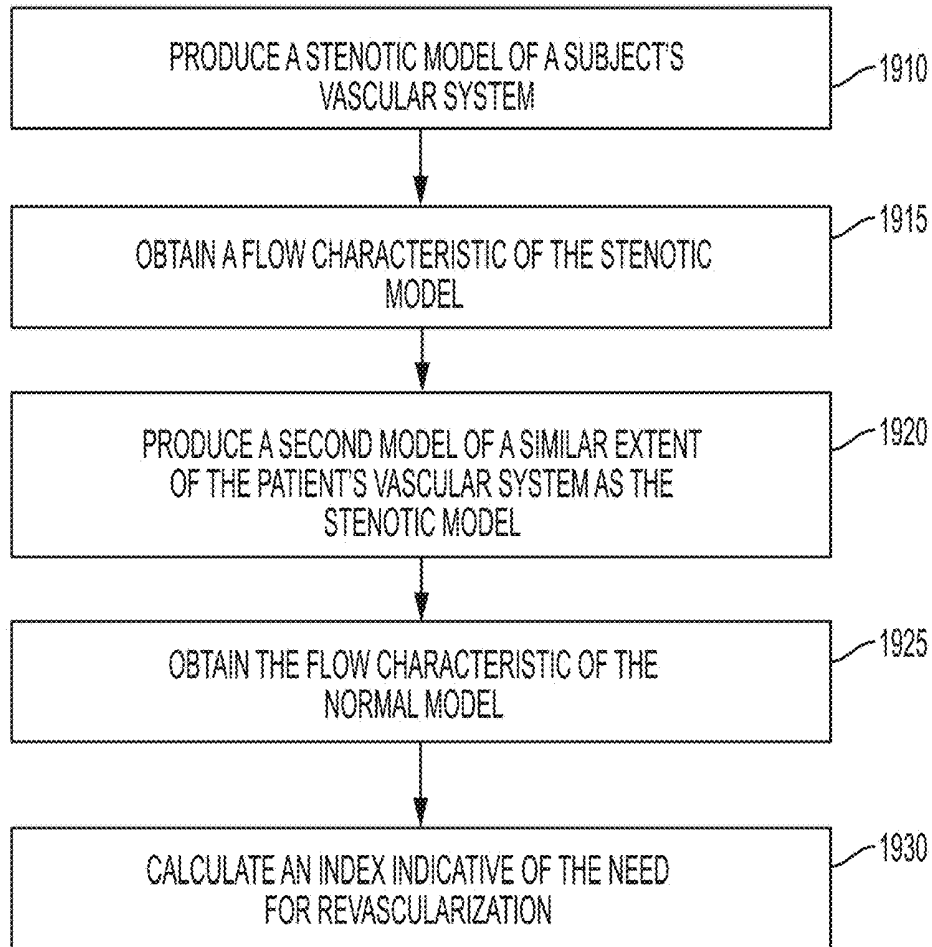 PRODUCE A STENOTIC MODEL OF A SUBJECT'S
VASCULAR SYSTEM
1910
OBTAIN A FLOW CHARACTERISTIC OF THE STENOTIC
MODEL
1915
PRODUCE A SECOND MODEL OF A SIMILAR EXTENT
OF THE PATIENT'S VASCULAR SYSTEM AS THE
STENOTIC MODEL
1920
OBTAIN THE FLOW CHARACTERISTIC OF THE
NORMAL MODEL
1925
CALCULATE AN INDEX INDICATIVE OF THE NEED
FOR REVASCULARIZATION
1930